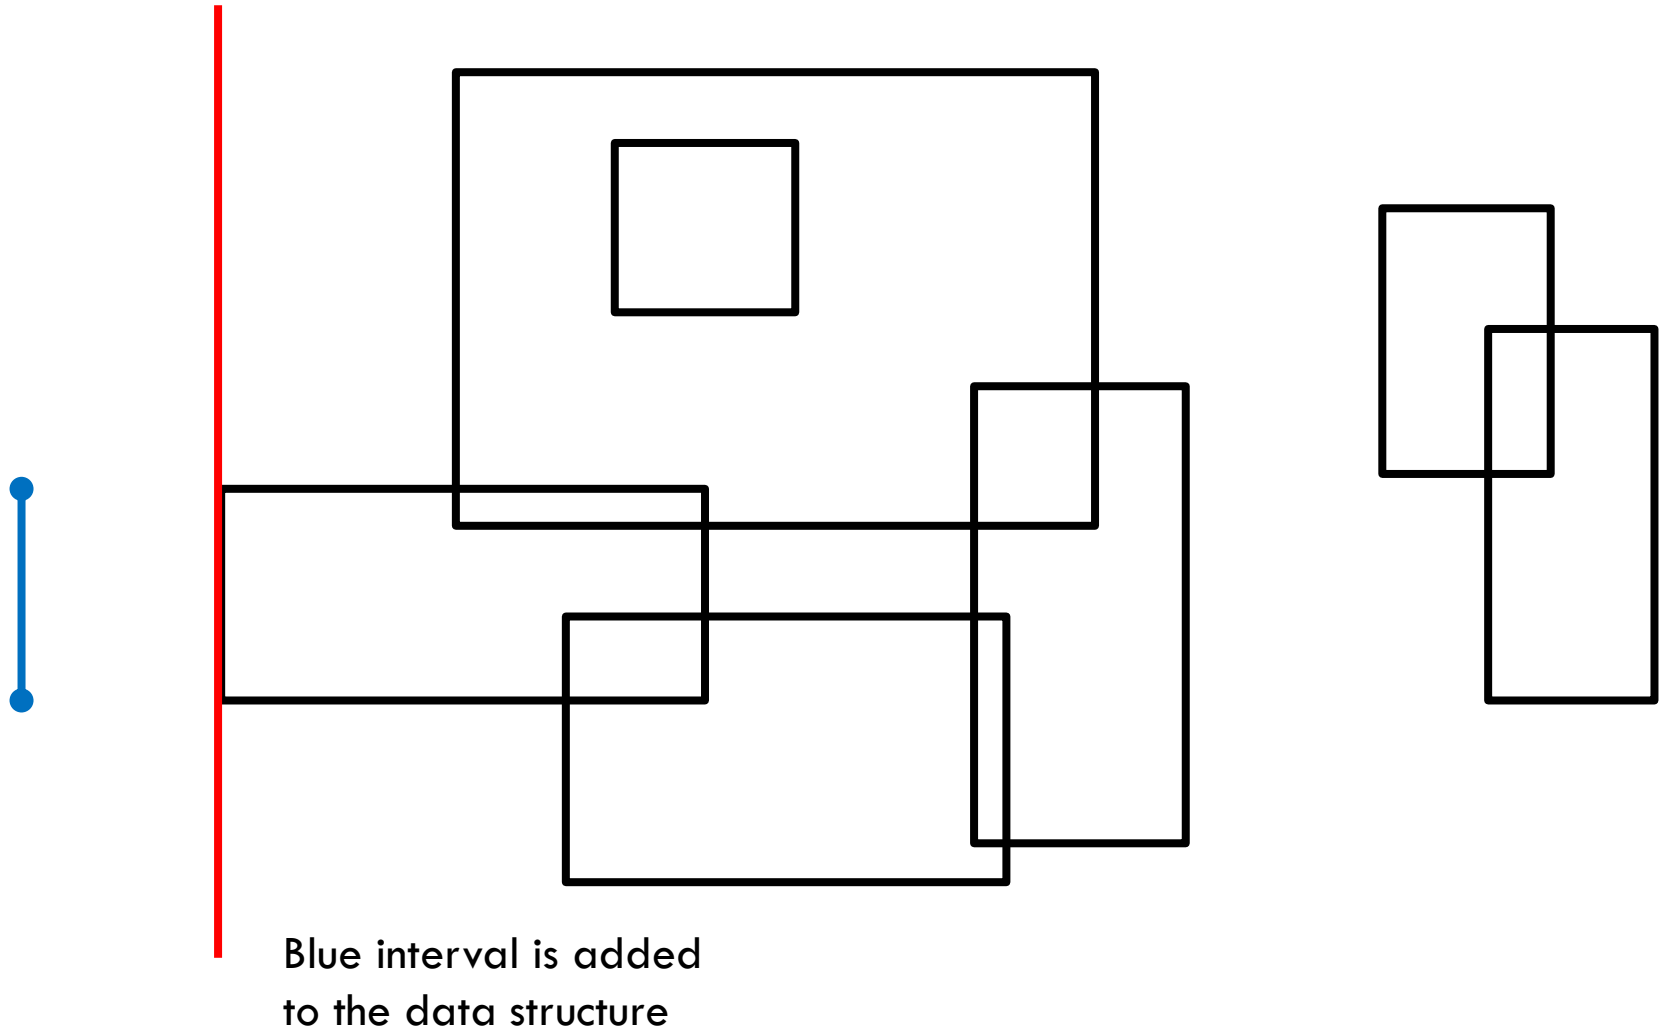 Blue interval is added
to the data structure